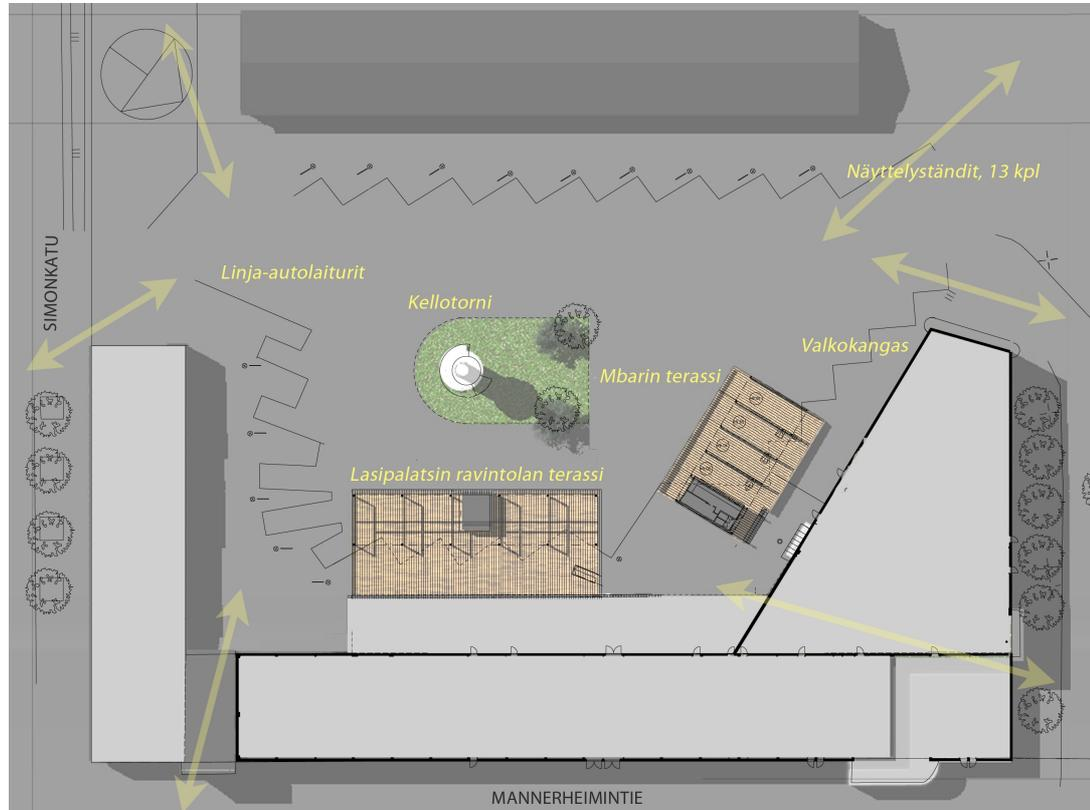 Näyttelyständit, 13 kpl
SIMONKATU
Linja-autolaiturit
Kellotorni
Valkokangas
Mbarin terassi
Lasipalatsin ravintolan terassi
MANNERHEIMINTIE